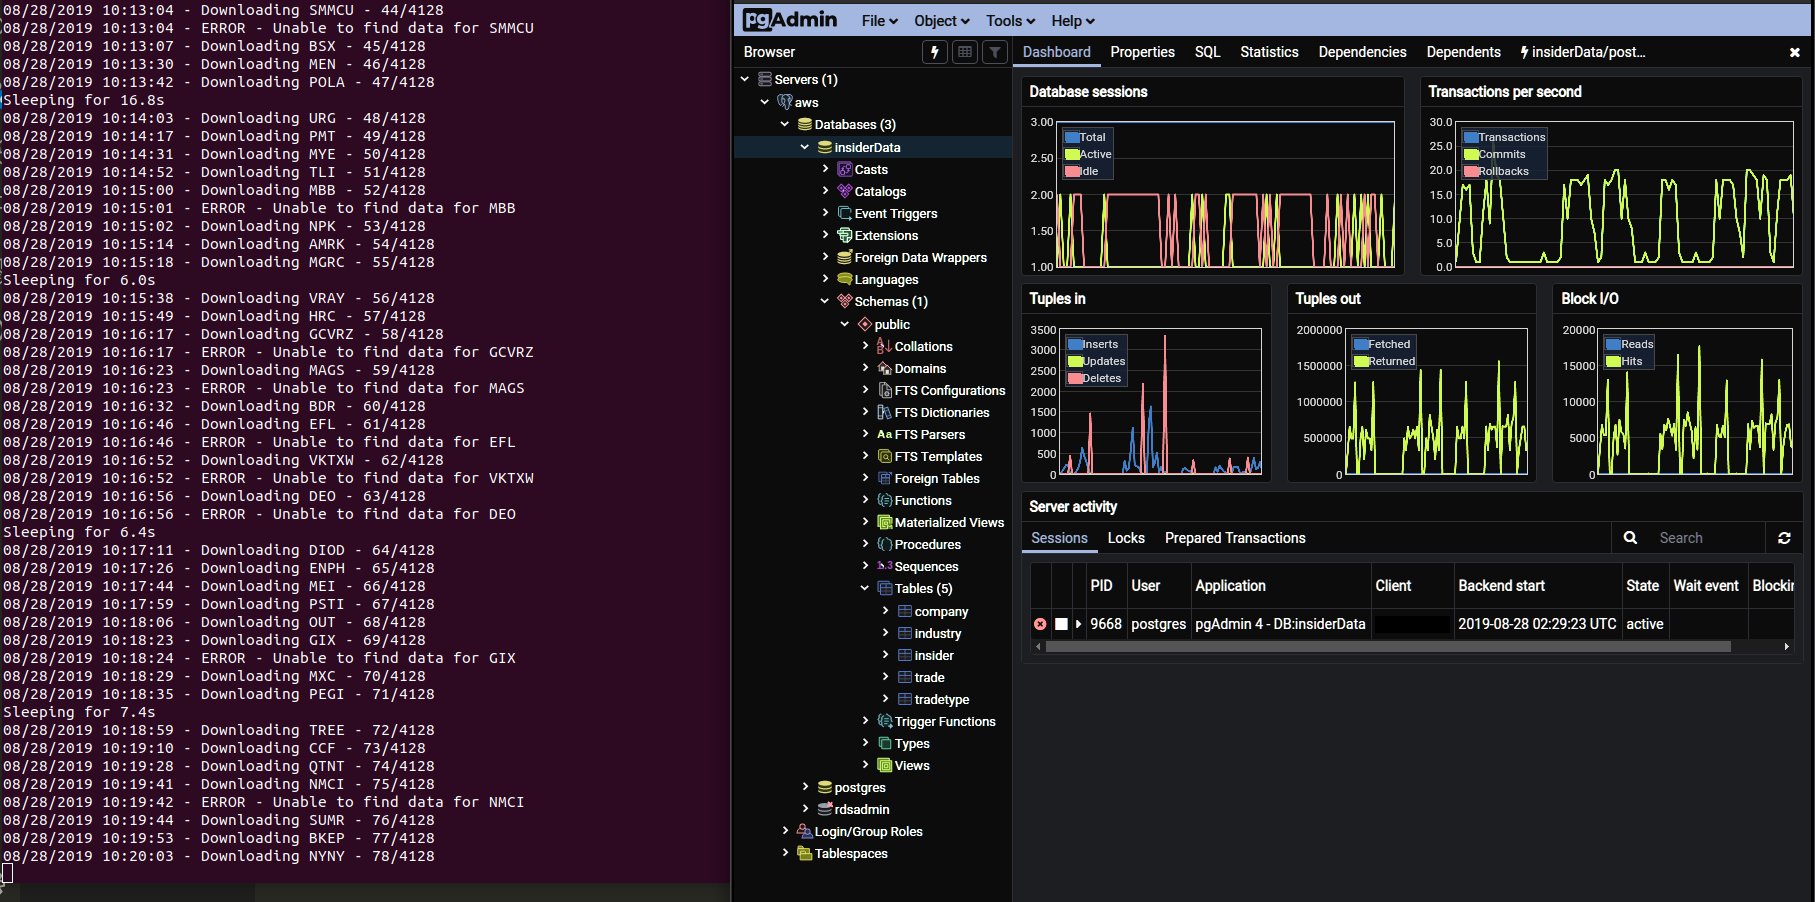 08/28/2019 10:13:04 - Downloading SMMCU - 44/4128
08/28/2019 10:13:04 - ERROR - Unable to find data for SMMCU
08/28/2019 10:13:07 - Downloading BSX - 45/4128
08/28/2019 10:13:30 - Downloading MEN - 46/4128
08/28/2019 10:13:42 - Downloading POLA - 47/4128
Sleeping for 16.8s
08/28/2019 10:14:03 - Downloading URG - 48/4128
08/28/2019 10:14:17 - Downloading PMT - 49/4128
08/28/2019 10:14:31 - Downloading MYE - 50/4128
08/28/2019 10:14:52 - Downloading TLI - 51/4128
08/28/2019 10:15:00 - Downloading MBB - 52/4128
08/28/2019 10:15:01 - ERROR - Unable to find data for MBB
08/28/2019 10:15:02 - Downloading NPK - 53/4128
08/28/2019 10:15:14 - Downloading AMRK - 54/4128
08/28/2019 10:15:18 - Downloading MGRC - 55/4128
Sleeping for 6.0s
08/28/2019 10:15:38 - Downloading VRAY - 56/4128
08/28/2019 10:15:49 - Downloading HRC - 57/4128
08/28/2019 10:16:17 - Downloading GCVRZ - 58/4128
08/28/2019 10:16:17 - ERROR - Unable to find data for GCVRZ
08/28/2019 10:16:23 - Downloading MAGS - 59/4128
08/28/2019 10:16:23 - ERROR - Unable to find data for MAGS
08/28/2019 10:16:32 - Downloading BDR - 60/4128
08/28/2019 10:16:46 - Downloading EFL - 61/4128
08/28/2019 10:16:46 - ERROR - Unable to find data for EFL
08/28/2019 10:16:52 - Downloading VKTXW - 62/4128
08/28/2019 10:16:52 - ERROR - Unable to find data for VKTXW
08/28/2019 10:16:56 - Downloading DEO - 63/4128
08/28/2019 10:16:56 - ERROR - Unable to find data for DEO
Sleeping for 6.4s
08/28/2019 10:17:11 - Downloading DIOD - 64/4128
08/28/2019 10:17:26 - Downloading ENPH - 65/4128
08/28/2019 10:17:44 - Downloading MEI - 66/4128
08/28/2019 10:17:59 - Downloading PSTI - 67/4128
08/28/2019 10:18:06 - Downloading OUT - 68/4128
08/28/2019 10:18:23 - Downloading GIX - 69/4128
08/28/2019 10:18:24 - ERROR - Unable to find data for GIX
08/28/2019 10:18:29 - Downloading MXC - 70/4128
08/28/2019 10:18:35 - Downloading PEGI - 71/4128
Sleeping for 7.4s
08/28/2019 10:18:59 - Downloading TREE - 72/4128
08/28/2019 10:19:10 - Downloading CCF - 73/4128
08/28/2019 10:19:28 - Downloading QTNT - 74/4128
08/28/2019 10:19:41 - Downloading NMCI - 75/4128
08/28/2019 10:19:42 - ERROR - Unable to find data for NMCI
08/28/2019 10:19:44 - Downloading SUMR - 76/4128
08/28/2019 10:19:53 - Downloading BKEP - 77/4128
08/28/2019 10:20:03 - Downloading NYNY - 78/4128
pgAdmin File Object Tools Help
Browser
Servers (1)
aws
Databases (3)
insiderData
Casts
Catalogs
Event Triggers
Extensions
Foreign Data Wrappers
Languages
Schemas (1)
public
Collations
Domains
FTS Configurations
FTS Dictionaries
Aa FTS Parsers
FTS Templates
Foreign Tables
Functions
Materialized Views
Procedures
1..3 Sequences
Tables (5)
company
industry
insider
trade
tradetype
Trigger Functions
Types
Views
postgres
rdsadmin
Login/Group Roles
Tablespaces
Dashboard Properties SQL Statistics Dependencies Dependents insiderData/post...
Database sessions
3.00
2.50
2.00
1.50
1.00
Total
Active
Idle
Transactions per second
30.0
25.0
20.0
15.0
10.0
5.0
0.0
Transactions
Commits
Rollbacks
Tuples in
3500
3000
2500
2000
1500
1000
500
0
Inserts
Updates
Deletes
Tuples out
2000000
1500000
1000000
500000
0
Fetched
Returned
Block I/O
20000
15000
10000
5000
0
Reads
Hits
Server activity
Sessions Locks Prepared Transactions Search
PID User Application Client Backend start State Wait event Blockin
9668 postgres pgAdmin 4 - DB:insiderData 2019-08-28 02:29:23 UTC active